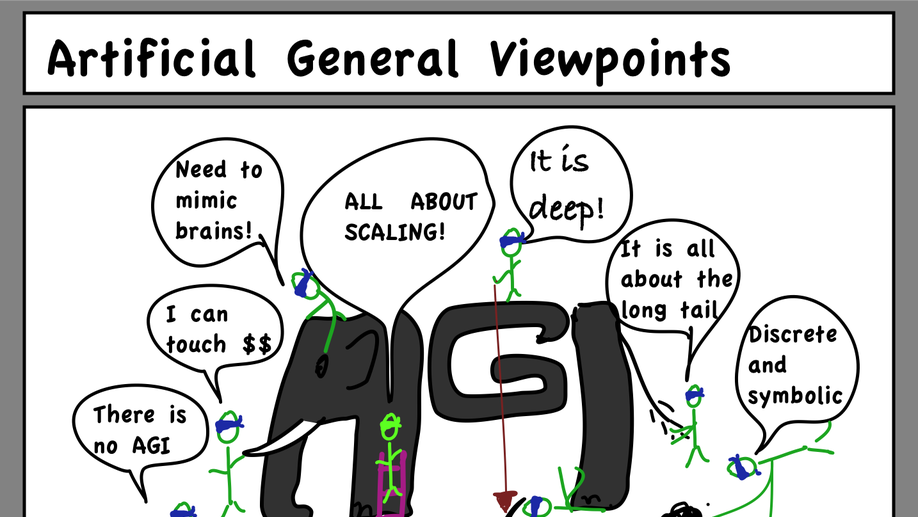 Artificial General Viewpoints
Need to
mimic
brains!
ALL ABOUT
SCALING!
It is
deep!
It is all
about the
long tail
I can
touch $$
Discrete
and
symbolic
There is
no AGI
AGI